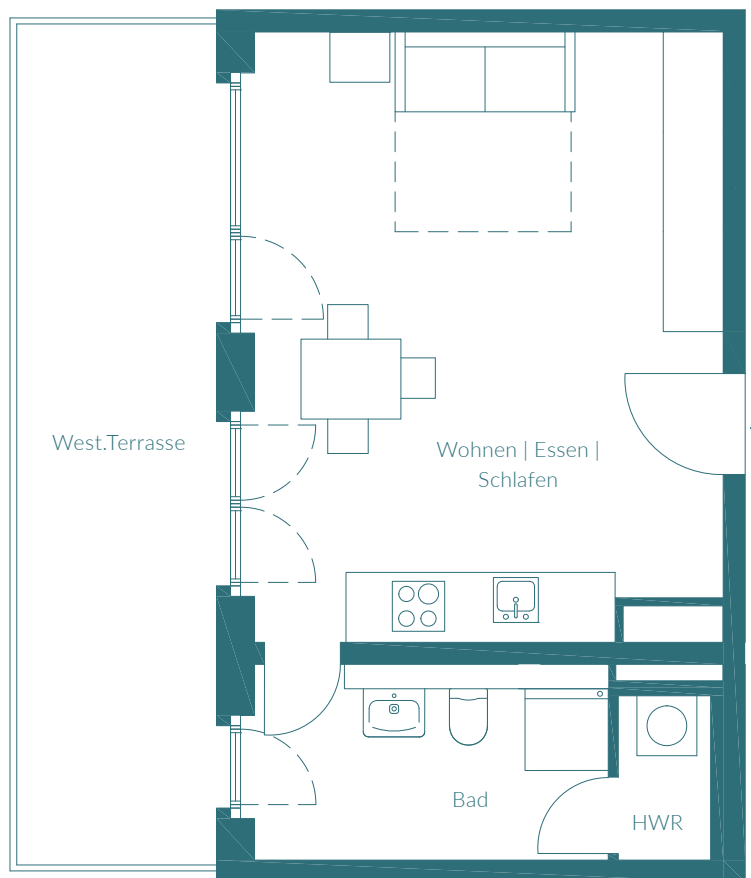 West.Terrasse
Wohnen | Essen |
Schlafen
Bad
HWR